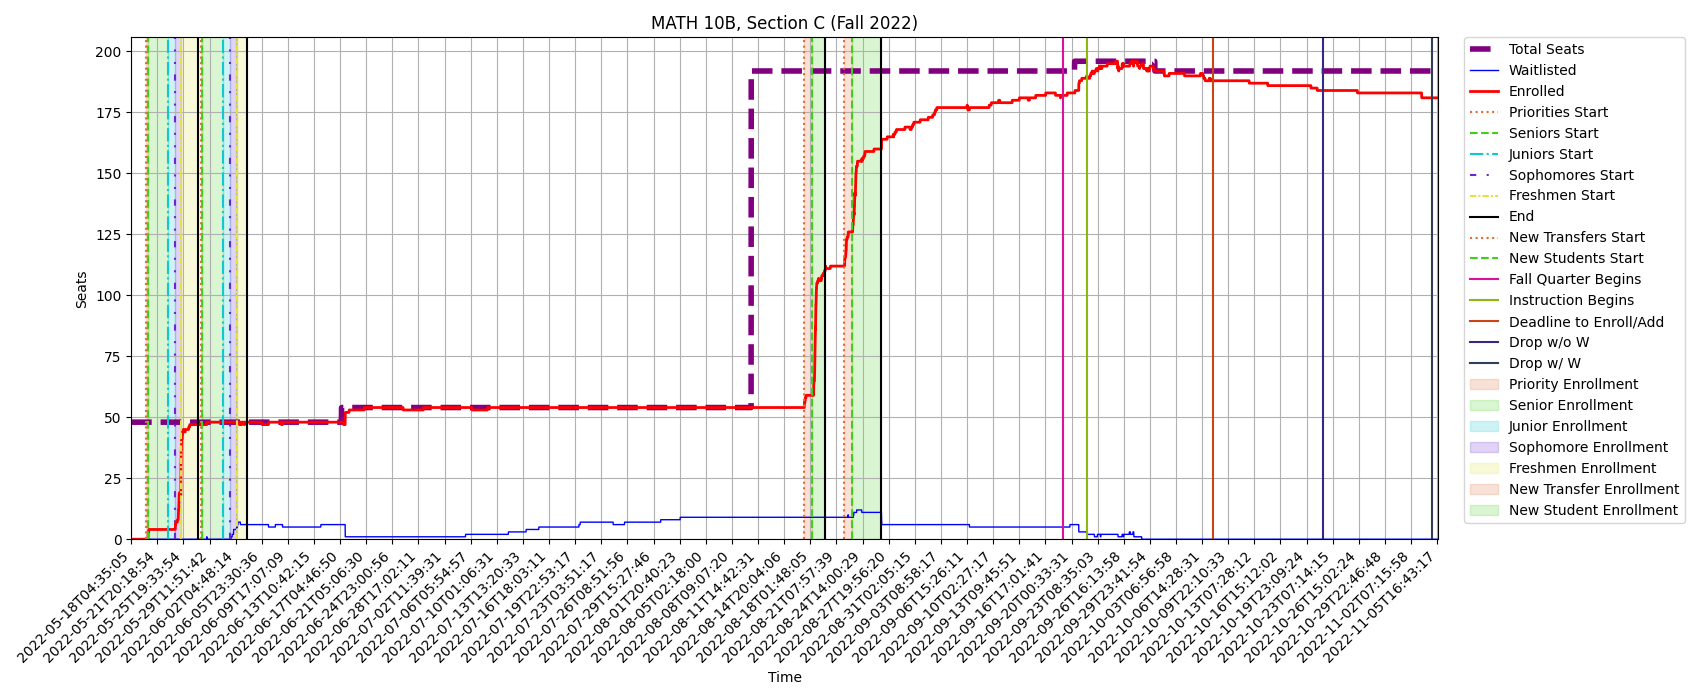 MATH 10B, Section C (Fall 2022)
Seats
200
175
150
125
100
75
50
25
0
2022-05-18T04:35:05
2022-05-21T20:18:54
2022-05-25T19:33:54
2022-05-29T11:51:42
2022-06-02T04:48:14
2022-06-05T23:30:36
2022-06-09T17:07:09
2022-06-13T10:42:15
2022-06-17T04:46:50
2022-06-21T05:06:30
2022-06-24T23:00:56
2022-06-28T17:02:11
2022-07-02T11:39:31
2022-07-06T05:54:57
2022-07-10T01:06:31
2022-07-13T13:20:33
2022-07-16T18:03:11
2022-07-19T22:53:17
2022-07-23T03:51:17
2022-07-26T08:51:56
2022-07-29T15:27:46
2022-08-01T20:40:23
2022-08-05T02:18:00
2022-08-08T09:07:20
2022-08-11T14:42:31
2022-08-14T20:04:06
2022-08-18T01:48:05
2022-08-21T07:57:39
2022-08-24T14:00:29
2022-08-27T19:56:20
2022-08-31T02:05:15
2022-09-03T08:58:17
2022-09-06T15:26:11
2022-09-10T02:27:17
2022-09-13T09:45:51
2022-09-16T17:01:41
2022-09-20T00:33:31
2022-09-23T08:35:03
2022-09-26T16:13:58
2022-09-29T23:41:54
2022-10-03T06:56:58
2022-10-06T14:28:31
2022-10-09T22:10:33
2022-10-13T07:28:12
2022-10-16T15:12:02
2022-10-19T23:09:24
2022-10-23T07:14:15
2022-10-26T15:02:24
2022-10-29T22:46:48
2022-11-02T07:15:58
2022-11-05T16:43:17
Time
Total Seats
Waitlisted
Enrolled
Priorities Start
Seniors Start
Juniors Start
Sophomores Start
Freshmen Start
End
New Transfers Start
New Students Start
Fall Quarter Begins
Instruction Begins
Deadline to Enroll/Add
Drop w/o W
Drop w/ W
Priority Enrollment
Senior Enrollment
Junior Enrollment
Sophomore Enrollment
Freshmen Enrollment
New Transfer Enrollment
New Student Enrollment